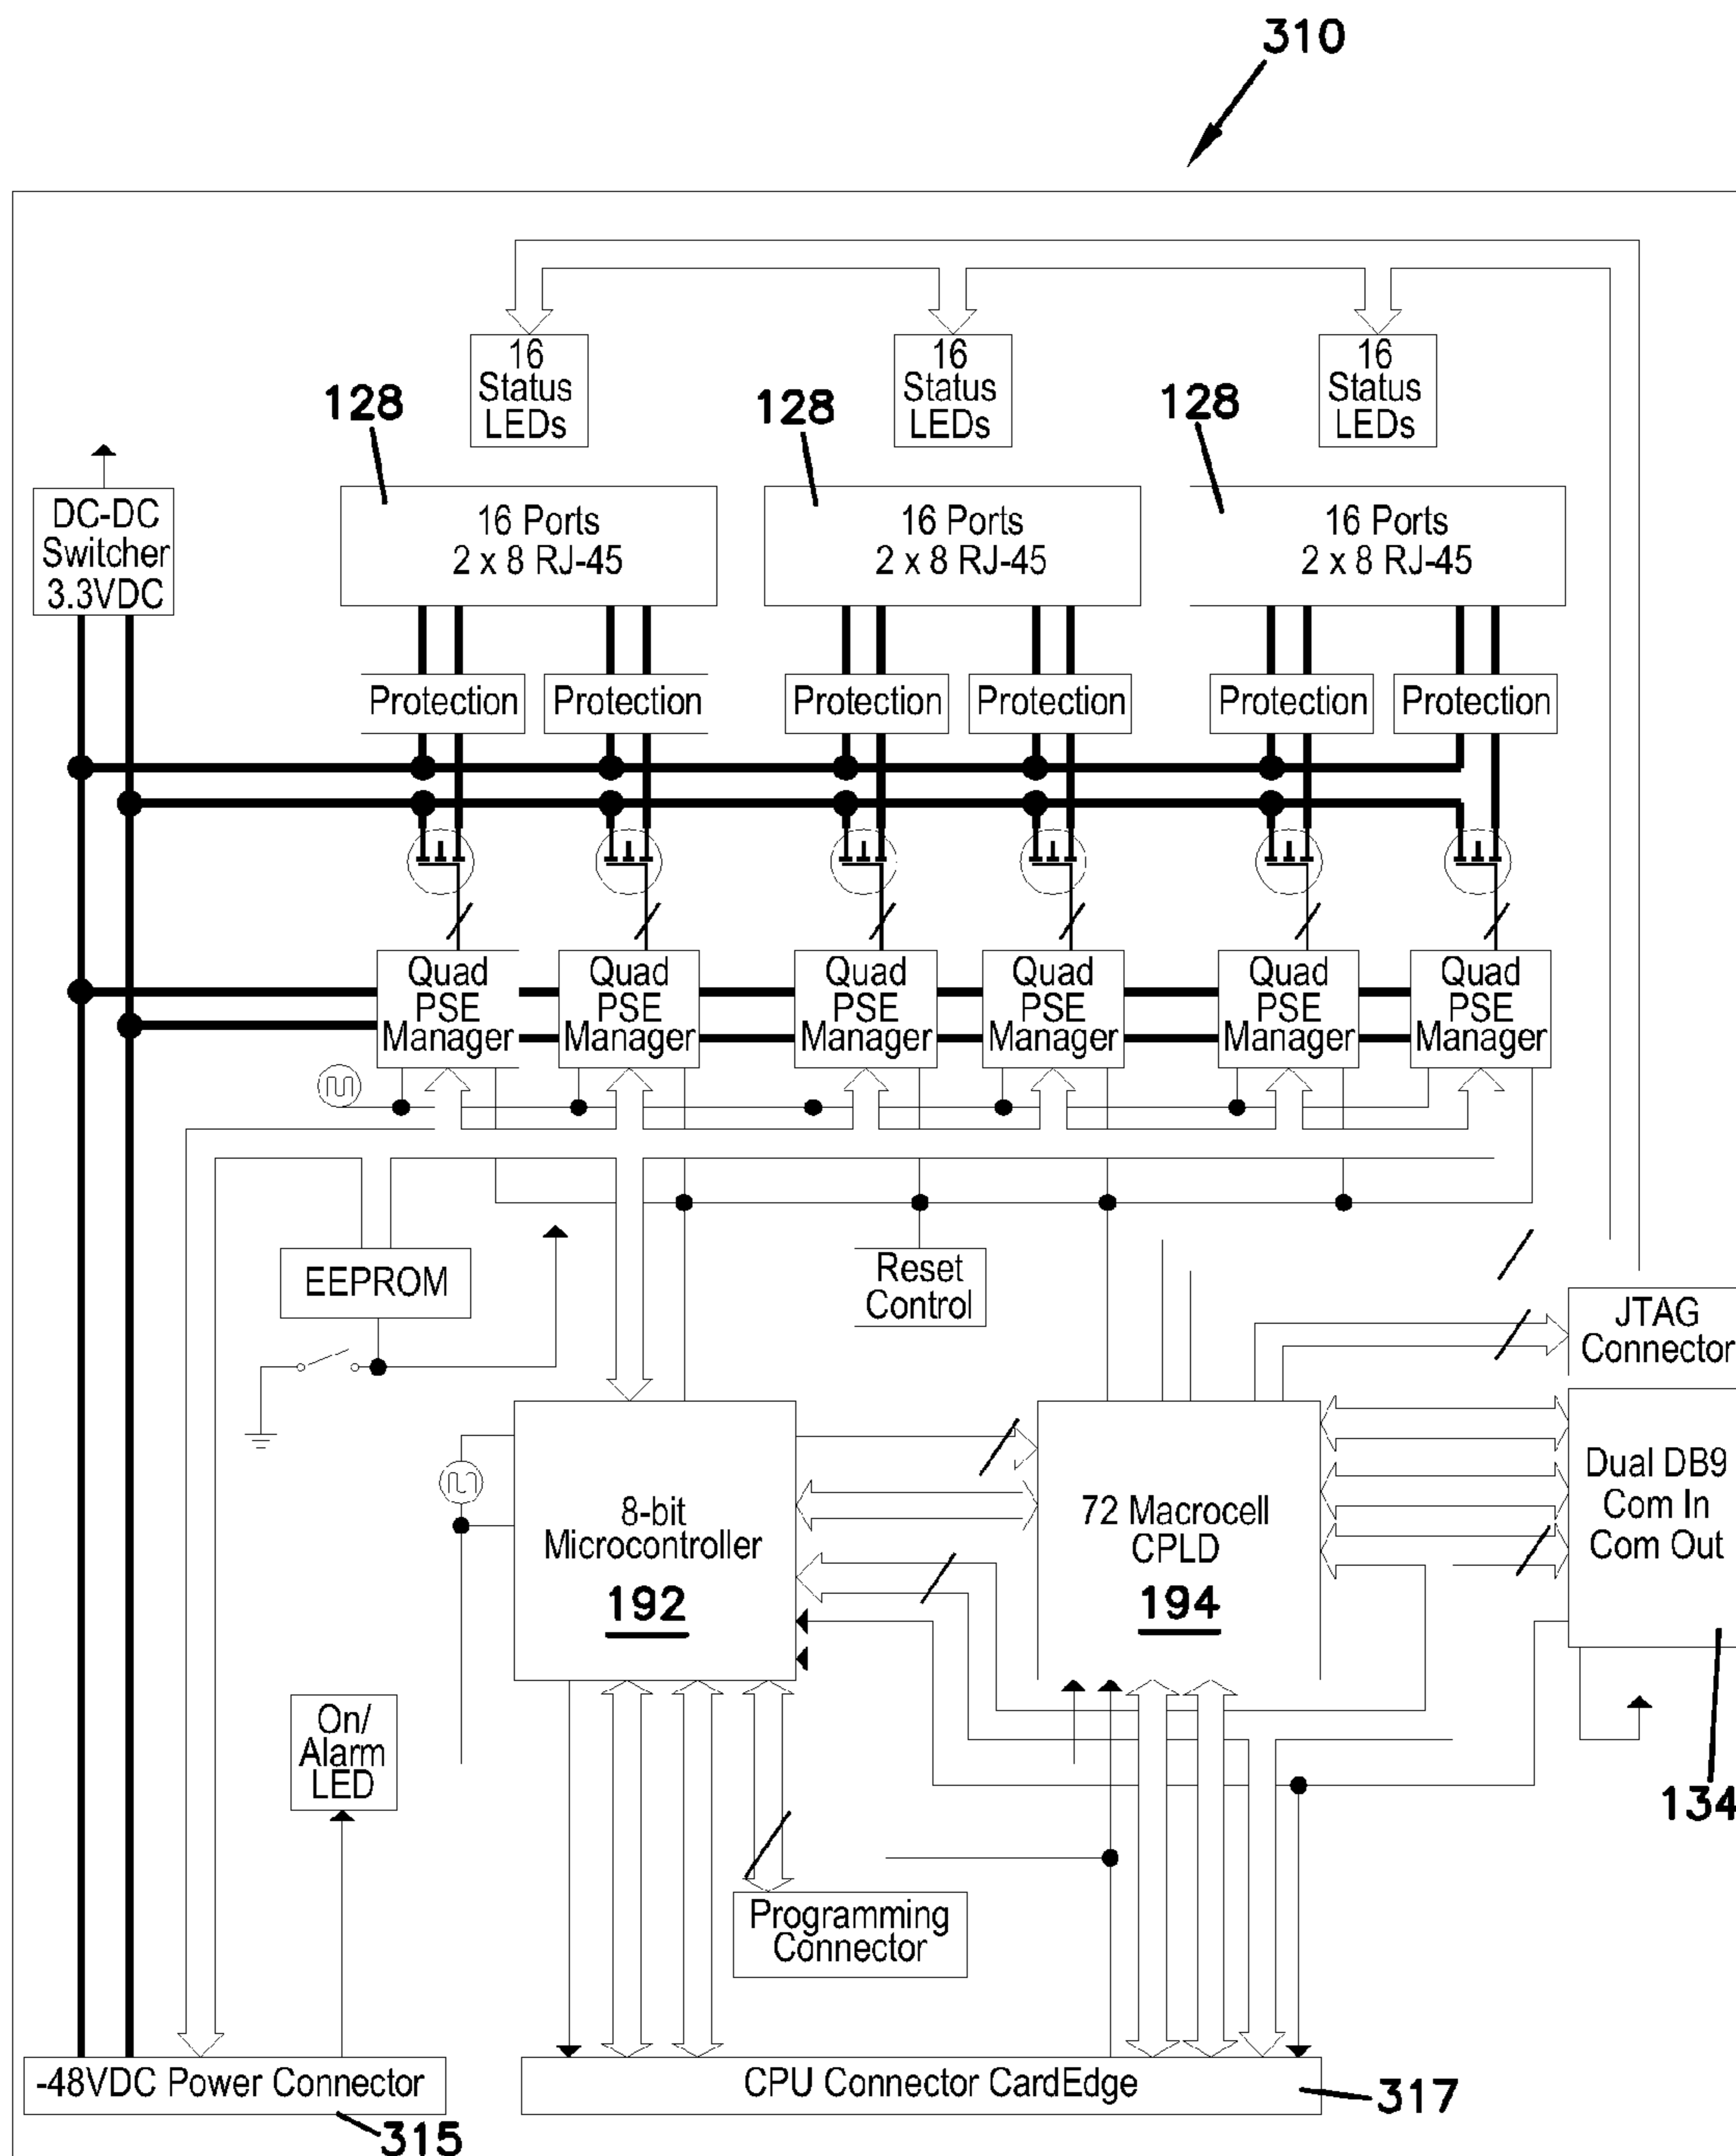 310
16
Status
LEDs
16
Status
LEDs
16
Status
LEDs
128
128
128
DC-DC
Switcher
3.3VDC
16 Ports
2 x 8 RJ-45
16 Ports
2 x 8 RJ-45
16 Ports
2 x 8 RJ-45
Protection
Protection
Protection
Protection
Protection
Protection
Quad
PSE
Manager
Quad
PSE
Manager
Quad
PSE
Manager
Quad
PSE
Manager
Quad
PSE
Manager
Quad
PSE
Manager
EEPROM
Reset
Control
JTAG
Connector
8-bit
Microcontroller
192
72 Macrocell
CPLD
194
Dual DB9
Com In
Com Out
134
On/
Alarm
LED
Programming
Connector
-48VDC Power Connector
315
CPU Connector CardEdge
317